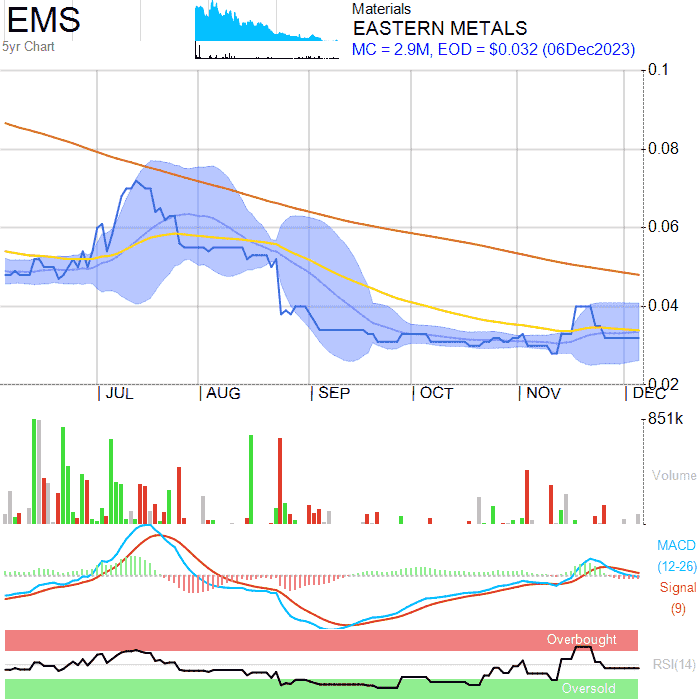 EMS
5yr Chart
Materials
EASTERN METALS
MC = 2.9M, EOD = $0.032 (06Dec2023)
0.1
0.08
0.06
0.04
0.02
JUL AUG SEP OCT NOV DEC
851k
Volume
MACD
(12-26)
Signal
(9)
Overbought
RSI(14)
Oversold